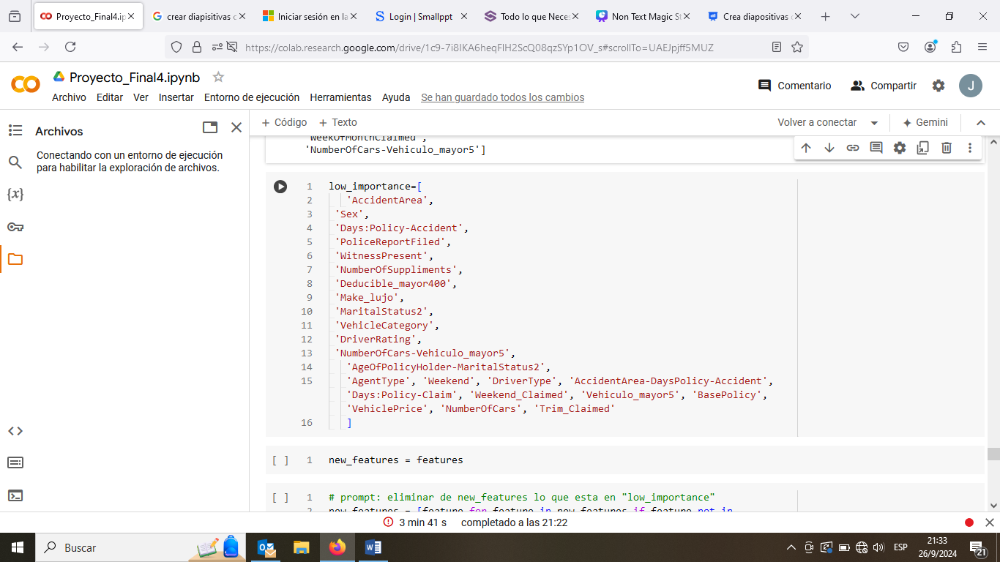 Proyecto_Final4.ip
crear diapisitivas c
Iniciar sesión en la
Login | Smallppt
Todo lo que Nece
Non Text Magic St
Crea diapostivas c
https://colab.research.google.com/drive/1c9-7i8IKA6heqFlH2ScQ08qzSYp1OV_s#scrollTo=UAEJpjff5MUZ
Proyecto_Final4.ipynb
Comentario
Compartir
J
Archivo Editar Ver Insertar Entorno de ejecución Herramientas Ayuda Se han guardado todos los cambios
Archivos
+ Código + Texto
Volver a conectar
Gemini
Conectando con un entorno de ejecución
para habilitar la exploración de archivos.
{x}
'WeekOfMonthClaimed',
'NumberOfCars-Vehiculo_mayor5']
1 low_importance=[
2 'AccidentArea',
3 'Sex',
4 'Days:Policy-Accident',
5 'PoliceReportFiled',
6 'WitnessPresent',
7 'NumberOfSuppliments',
8 'Deducible_mayor400',
9 'Make_lujo',
10 'MaritalStatus2',
11 'VehicleCategory',
12 'DriverRating',
13 'NumberOfCars-Vehiculo_mayor5',
14 'AgeOfPolicyHolder-MaritalStatus2',
15 'AgentType', 'Weekend', 'DriverType', 'AccidentArea-DaysPolicy-Accident',
'Days:Policy-Claim', 'Weekend_Claimed', 'Vehiculo_mayor5', 'BasePolicy',
'VehiclePrice', 'NumberOfCars', 'Trim_Claimed'
16 ]
[ ] 1 new_features = features
[ ] 1 # prompt: eliminar de new_features lo que esta en "low_importance"
2 new_features = [feature for feature in new_features if feature not in
3 min 41 s completado a las 21:22
Buscar
ESP
21:33
26/9/2024
21